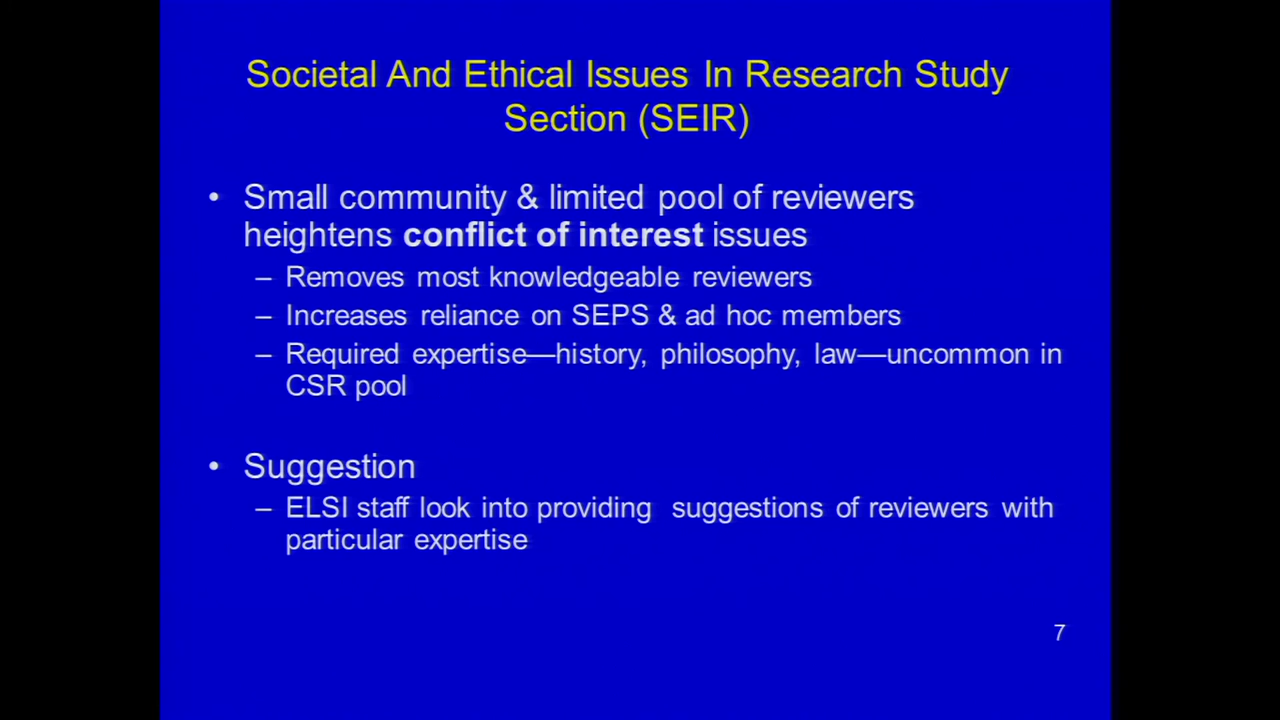 Societal And Ethical Issues In Research Study
Section (SEIR)
• Small community & limited pool of reviewers
heightens conflict of interest issues
– Removes most knowledgeable reviewers
– Increases reliance on SEPS & ad hoc members
– Required expertise—history, philosophy, law—uncommon in
CSR pool
• Suggestion
– ELSI staff look into providing suggestions of reviewers with
particular expertise
7